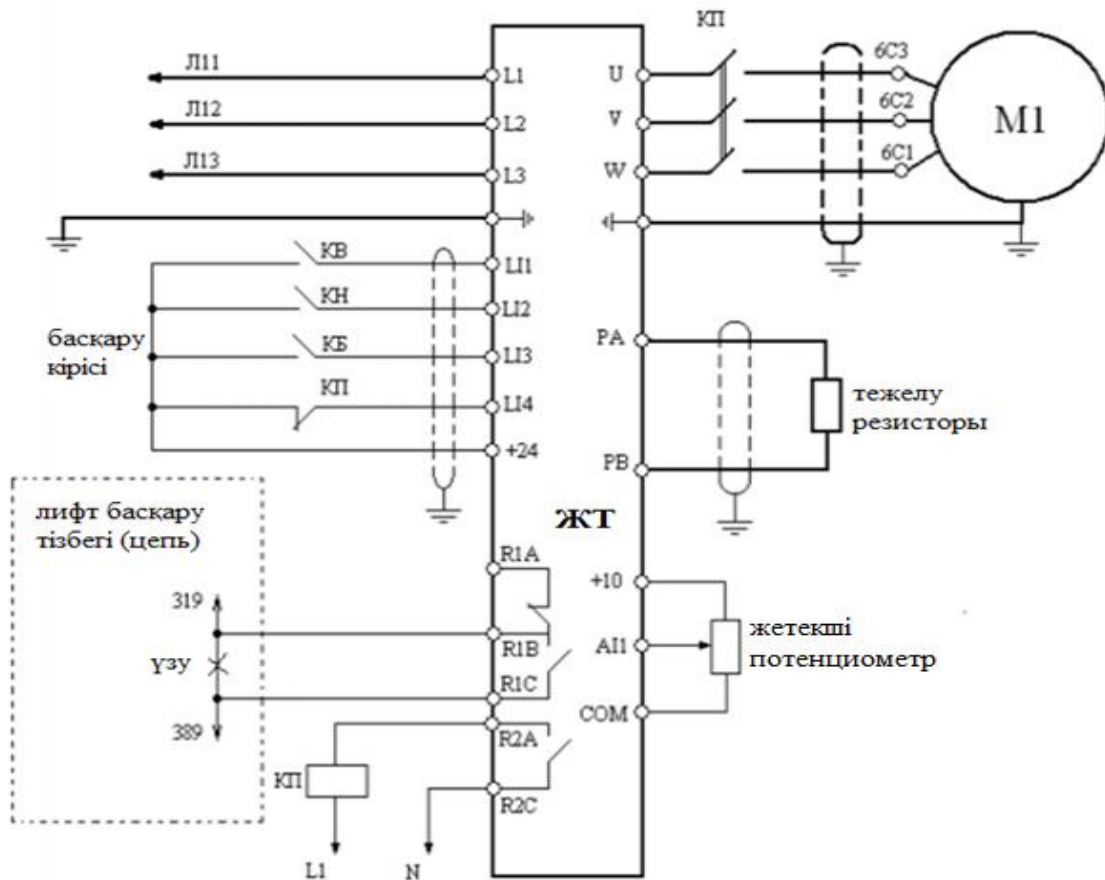 КП
Л11
L1
U
6С3
Л12
L2
V
6С2
М1
Л13
L3
W
6С1
КВ
LI1
КН
LI2
басқару
кірісі
КБ
LI3
PA
КП
LI4
тежелу
резисторы
+24
PB
лифт басқару
тізбегі (цепь)
ЖТ
R1A
+10
319
үзу
R1B
AI1
жетекші
потенциометр
R1C
389
COM
R2A
КП
R2C
L1
N